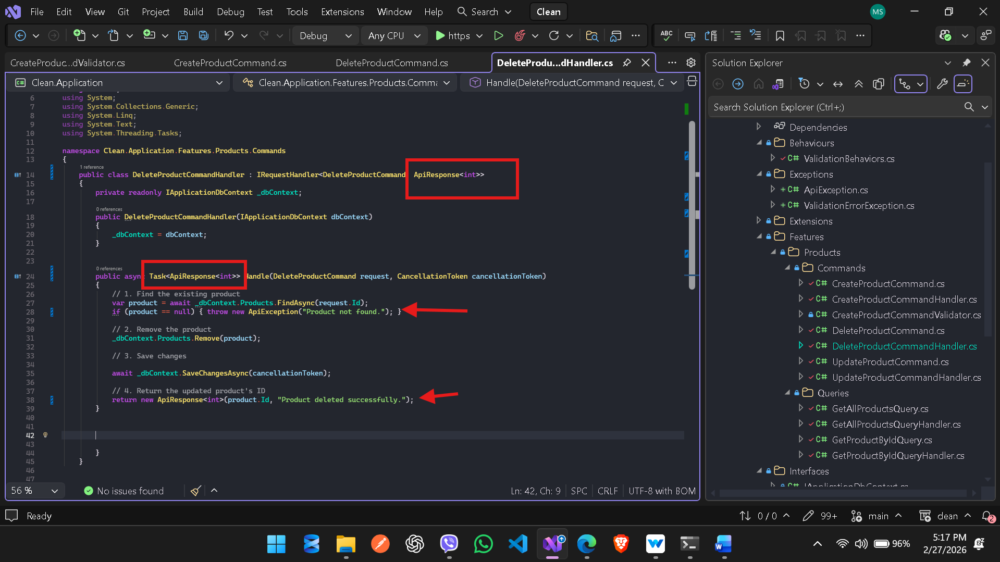 File Edit View Git Project Build Debug Test Tools Extensions Window Help Search Clean MS
Debug Any CPU https
CreateProduc...dValidator.cs CreateProductCommand.cs DeleteProductCommand.cs DeleteProdu...dHandler.cs
Clean.Application Clean.Application.Features.Products.Comma Handle(DeleteProductCommand request, C
6 using System;
7 using System.Collections.Generic;
8 using System.Linq;
9 using System.Text;
10 using System.Threading.Tasks;
11
12 namespace Clean.Application.Features.Products.Commands
13 {
1 reference
14 public class DeleteProductCommandHandler : IRequestHandler<DeleteProductCommand ApiResponse<int>>
15 {
16 private readonly IApplicationDbContext _dbContext;
17
0 references
18 public DeleteProductCommandHandler(IApplicationDbContext dbContext)
19 {
20 _dbContext = dbContext;
21 }
22
23
0 references
24 public async Task<ApiResponse<int>> Handle(DeleteProductCommand request, CancellationToken cancellationToken)
25 {
26 // 1. Find the existing product
27 var product = await _dbContext.Products.FindAsync(request.Id);
28 if (product == null) { throw new ApiException("Product not found."); }
29
30 // 2. Remove the product
31 _dbContext.Products.Remove(product);
32
33 // 3. Save changes
34
35 await _dbContext.SaveChangesAsync(cancellationToken);
36
37 // 4. Return the updated product's ID
38 return new ApiResponse<int>(product.Id, "Product deleted successfully.");
39 }
40
41
42
43
44 }
45 }
46
47
56 % No issues found Ln: 42, Ch: 9 SPC CRLF UTF-8 with BOM
Solution Explorer
Search Solution Explorer (Ctrl+;)
Dependencies
Behaviours
C# ValidationBehaviors.cs
Exceptions
C# ApiException.cs
C# ValidationErrorException.cs
Extensions
Features
Products
Commands
C# CreateProductCommand.cs
C# CreateProductCommandHandler.cs
C# CreateProductCommandValidator.cs
C# DeleteProductCommand.cs
C# DeleteProductCommandHandler.cs
C# UpdateProductCommand.cs
C# UpdateProductCommandHandler.cs
Queries
C# GetAllProductsQuery.cs
C# GetAllProductsQueryHandler.cs
C# GetProductByIdQuery.cs
C# GetProductByIdQueryHandler.cs
Interfaces
C# IApplicationDbContext.cs
Ready 0 / 0 99+ main clean 2
96% 5:17 PM
2/27/2026